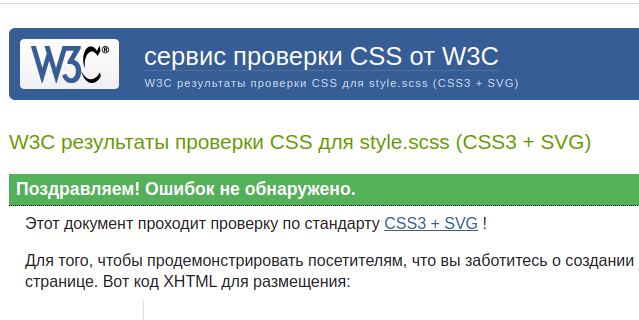 W3C®
сервис проверки CSS от W3C
W3C результаты проверки CSS для style.scss (CSS3 + SVG)
W3C результаты проверки CSS для style.scss (CSS3 + SVG)
Поздравляем! Ошибок не обнаружено.
Этот документ проходит проверку по стандарту CSS3 + SVG !
Для того, чтобы продемонстрировать посетителям, что вы заботитесь о создании
странице. Вот код XHTML для размещения: